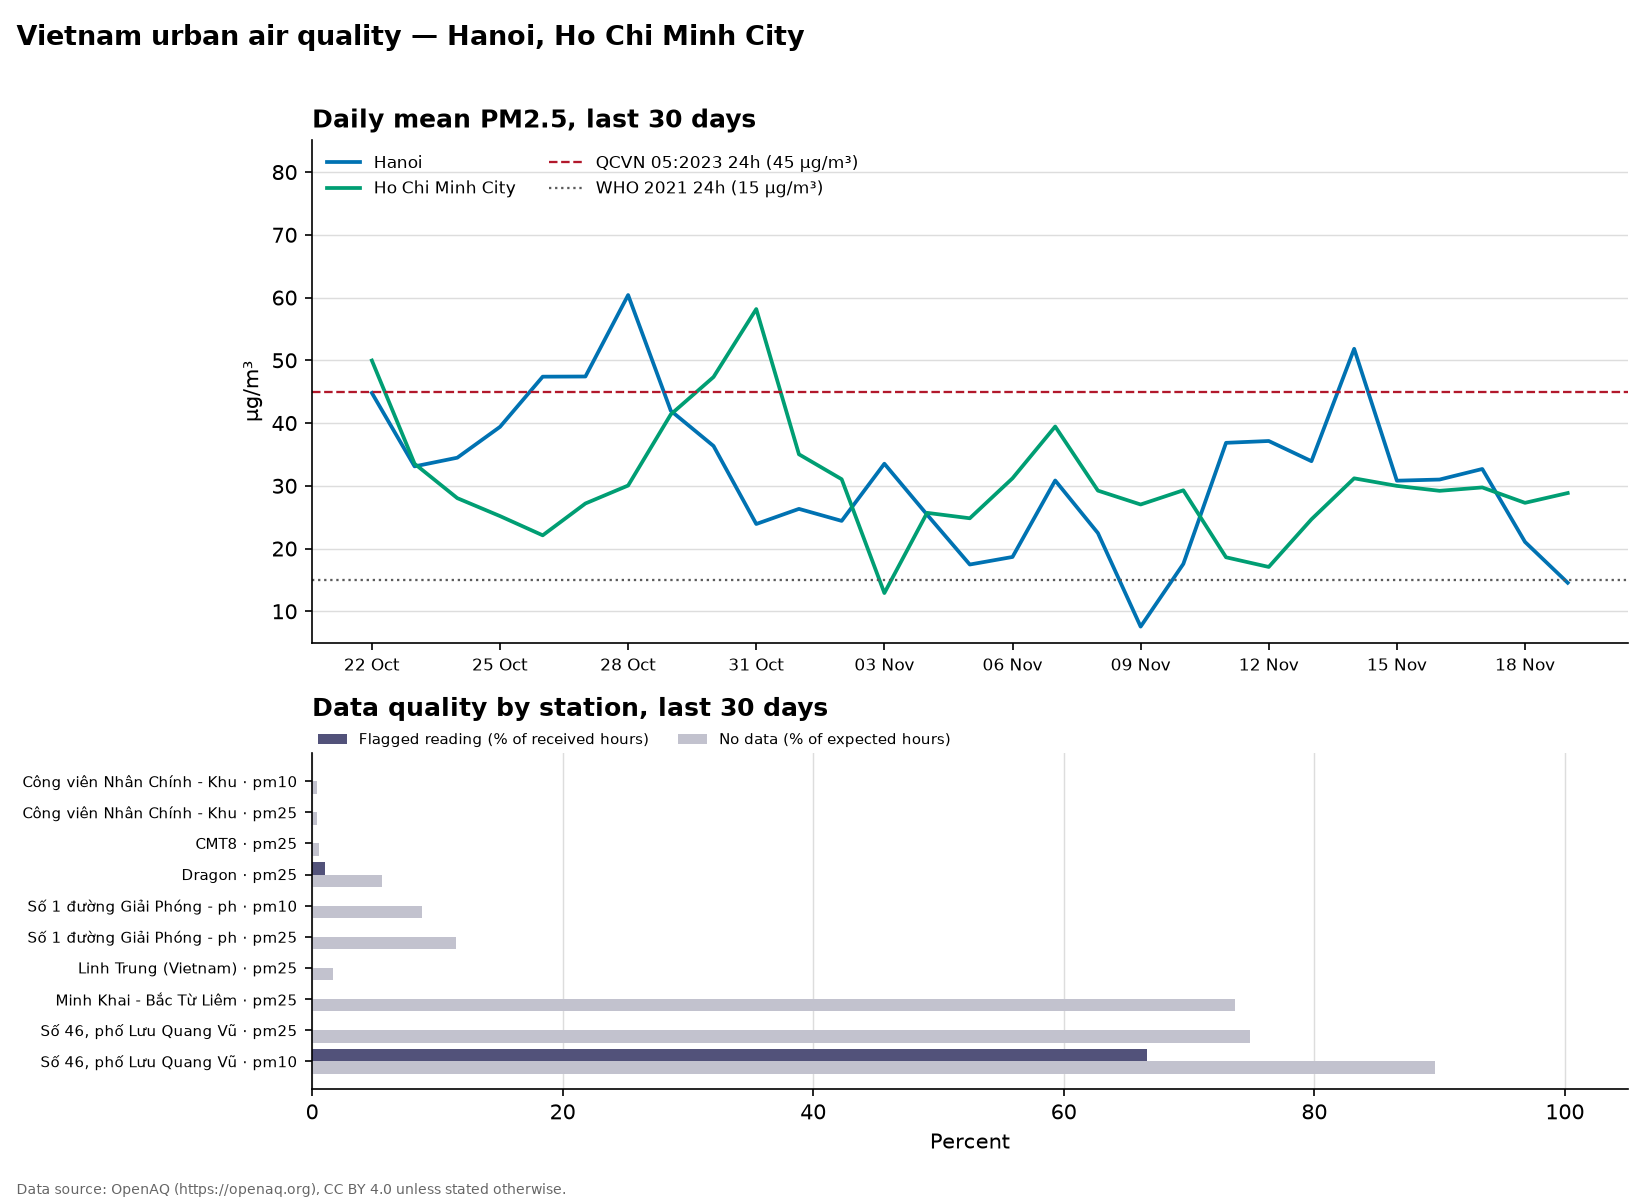 Vietnam urban air quality — Hanoi, Ho Chi Minh City
Daily mean PM2.5, last 30 days
Hanoi
Ho Chi Minh City
QCVN 05:2023 24h (45 µg/m³)
WHO 2021 24h (15 µg/m³)
µg/m³
80
70
60
50
40
30
20
10
22 Oct 25 Oct 28 Oct 31 Oct 03 Nov 06 Nov 09 Nov 12 Nov 15 Nov 18 Nov
Data quality by station, last 30 days
Flagged reading (% of received hours) No data (% of expected hours)
Công viên Nhân Chính - Khu · pm10
Công viên Nhân Chính - Khu · pm25
CMT8 · pm25
Dragon · pm25
Số 1 đường Giải Phóng - ph · pm10
Số 1 đường Giải Phóng - ph · pm25
Linh Trung (Vietnam) · pm25
Minh Khai - Bắc Từ Liêm · pm25
Số 46, phố Lưu Quang Vũ · pm25
Số 46, phố Lưu Quang Vũ · pm10
0 20 40 60 80 100
Percent
Data source: OpenAQ (https://openaq.org), CC BY 4.0 unless stated otherwise.